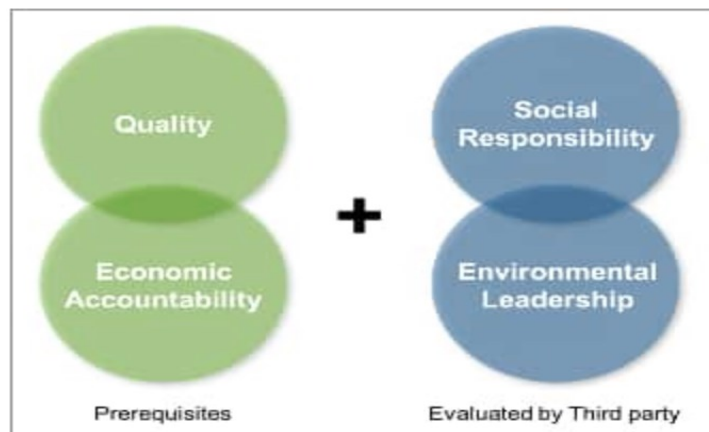 Quality
Economic
Accountability
Prerequisites
+
Social
Responsibility
Environmental
Leadership
Evaluated by Third party